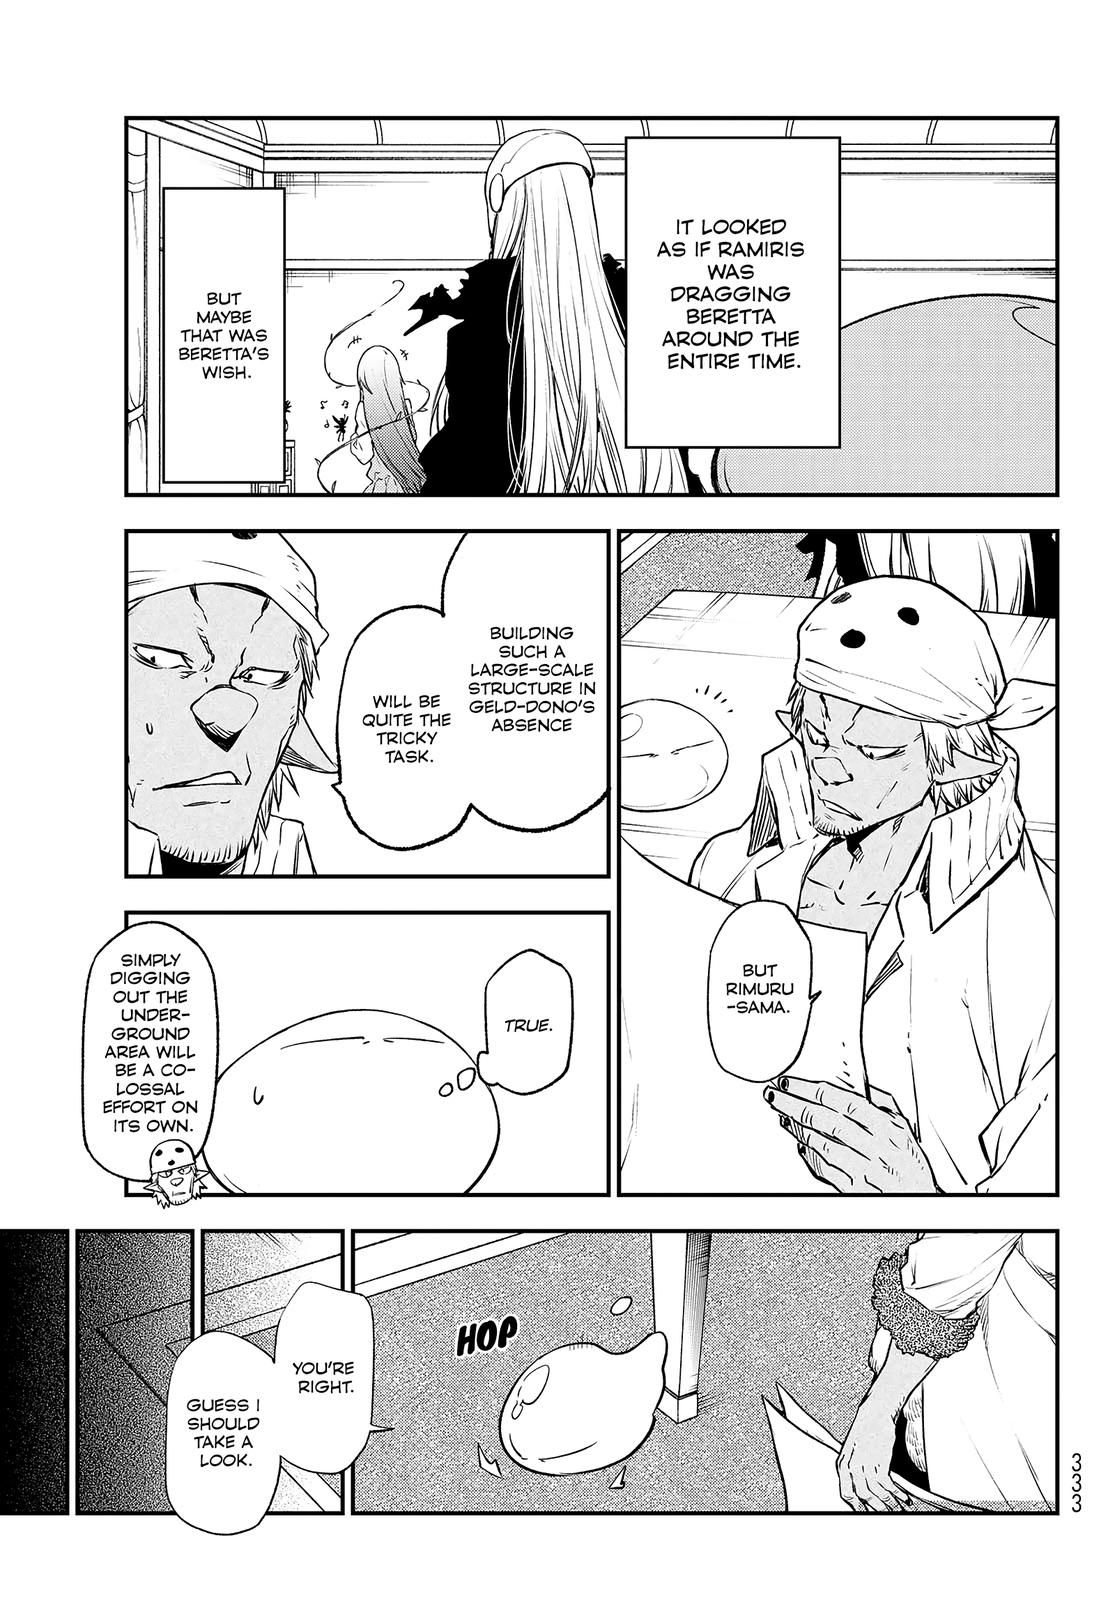 IT LOOKED
AS IF RAMIRIS
WAS
DRAGGING
BERETTA
AROUND THE
ENTIRE TIME.
BUT
MAYBE
THAT WAS
BERETTA'S
WISH.
BUT
RIMURU
-SAMA.
BUILDING
SUCH A
LARGE-SCALE
STRUCTURE IN
GELD-DONO'S
ABSENCE
WILL BE
QUITE THE
TRICKY
TASK.
TRUE.
SIMPLY
DIGGING
OUT THE
UNDER-
GROUND
AREA WILL
BE A CO-
LOSSAL
EFFORT ON
ITS OWN.
HOP
YOU'RE
RIGHT.
GUESS I
SHOULD
TAKE A
LOOK.
333